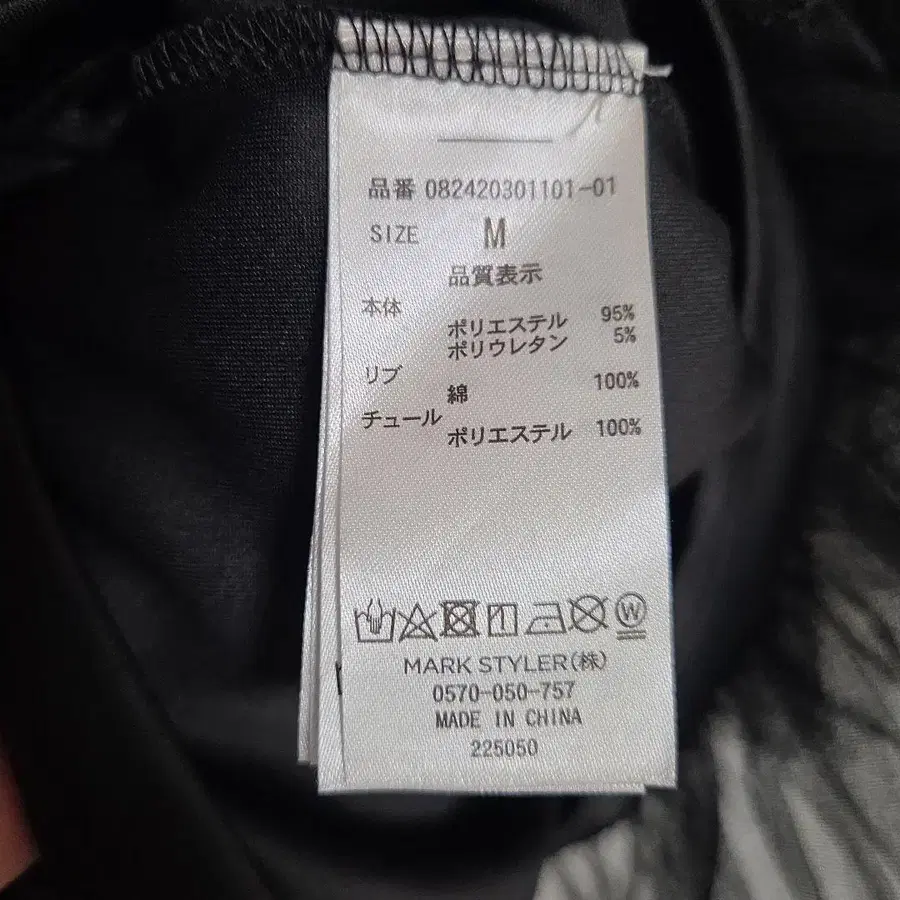 品番 082420301101-01
SIZE M
品質表示
本体
ポリエステル 95%
ポリウレタン 5%
リブ
綿 100%
チュール
ポリエステル 100%
W
MARK STYLER(株)
0570-050-757
MADE IN CHINA
225050